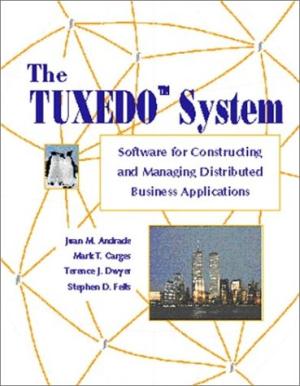 The
TUXEDO™ System
Software for Constructing
and Managing Distributed
Business Applications
Juan M. Andrade
Mark T. Carges
Terence J. Dwyer
Stephen D. Felts